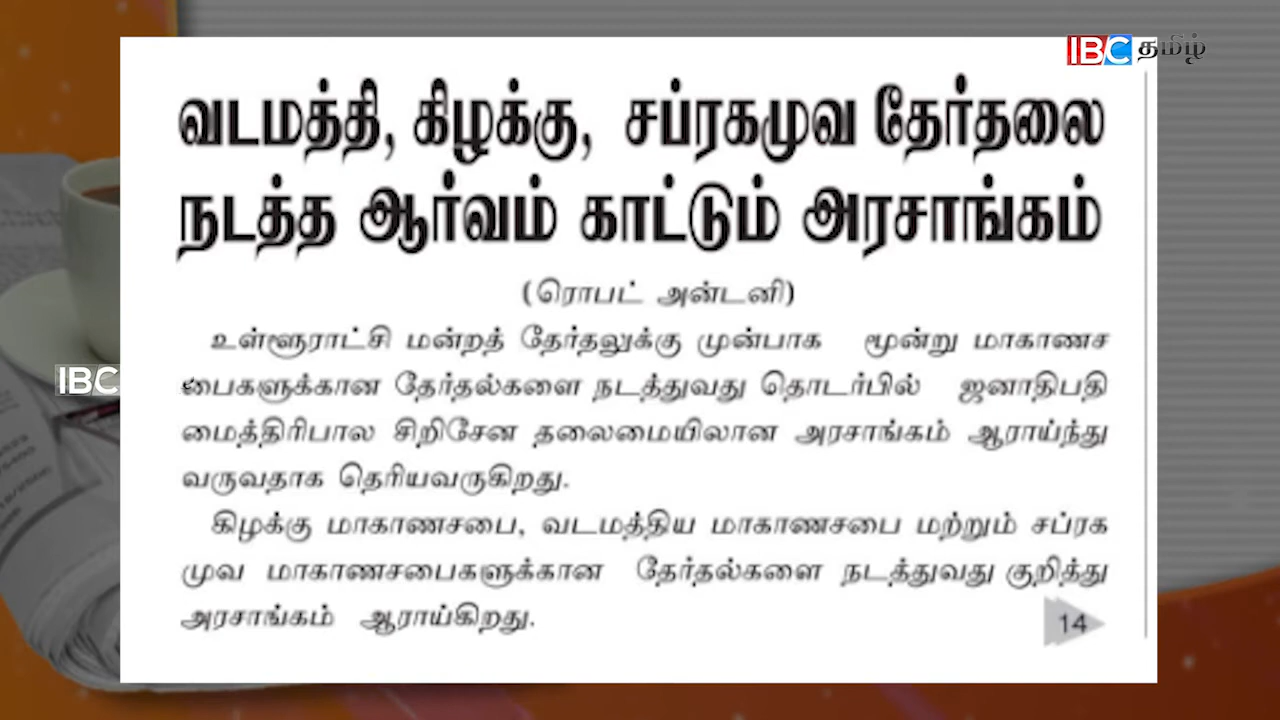 IBC தமிழ்
வடமத்தி, கிழக்கு, சப்ரகமுவ தேர்தலை
நடத்த ஆர்வம் காட்டும் அரசாங்கம்
(ரொபட் அன்டனி)
உள்ளூராட்சி மன்றத் தேர்தலுக்கு முன்பாக மூன்று மாகாணச
பைகளுக்கான தேர்தல்களை நடத்துவது தொடர்பில் ஜனாதிபதி
மைத்திரிபால சிறிசேன தலைமையிலான அரசாங்கம் ஆராய்ந்து
வருவதாக தெரியவருகிறது.
கிழக்கு மாகாணசபை, வடமத்திய மாகாணசபை மற்றும் சப்ரக
முவ மாகாணசபைகளுக்கான தேர்தல்களை நடத்துவது குறித்து
அரசாங்கம் ஆராய்கிறது.
14
IBC